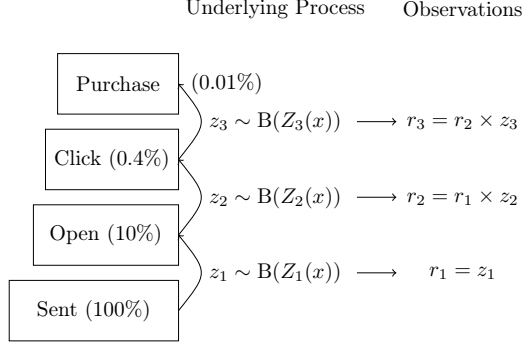 Underlying Process Observations
Purchase (0.01%)
z₃ ∼ B(Z₃(x)) → r₃ = r₂ × z₃
Click (0.4%)
z₂ ∼ B(Z₂(x)) → r₂ = r₁ × z₂
Open (10%)
z₁ ∼ B(Z₁(x)) → r₁ = z₁
Sent (100%)